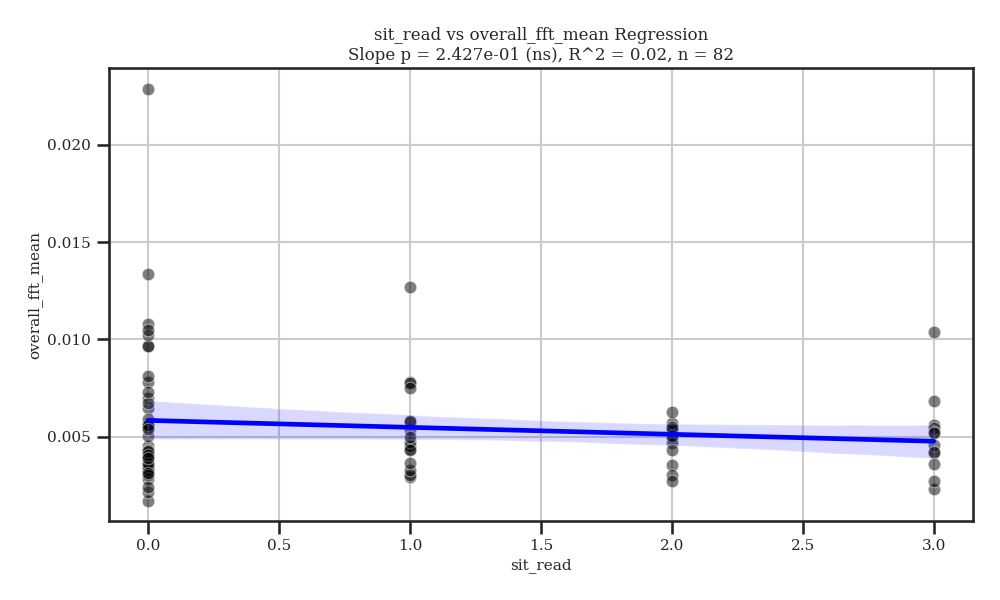 sit_read vs overall_fft_mean Regression
Slope p = 2.427e-01 (ns), R^2 = 0.02, n = 82
overall_fft_mean
0.020
0.015
0.010
0.005
0.0 0.5 1.0 1.5 2.0 2.5 3.0
sit_read